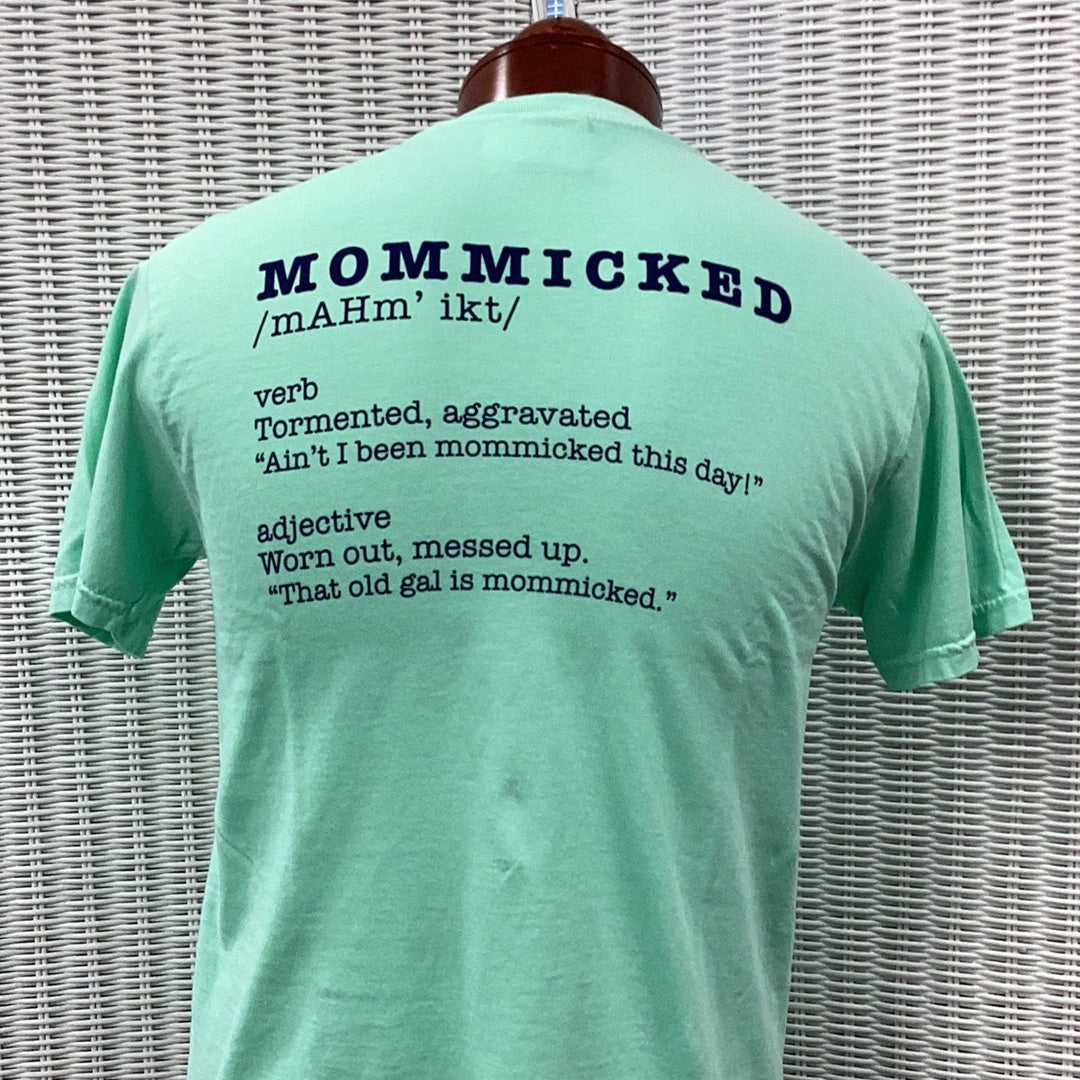 MOMMICKED
/mAHm’ ikt/
verb
Tormented, aggravated
“Ain’t I been mommicked this day!”
adjective
Worn out, messed up.
“That old gal is mommicked.”